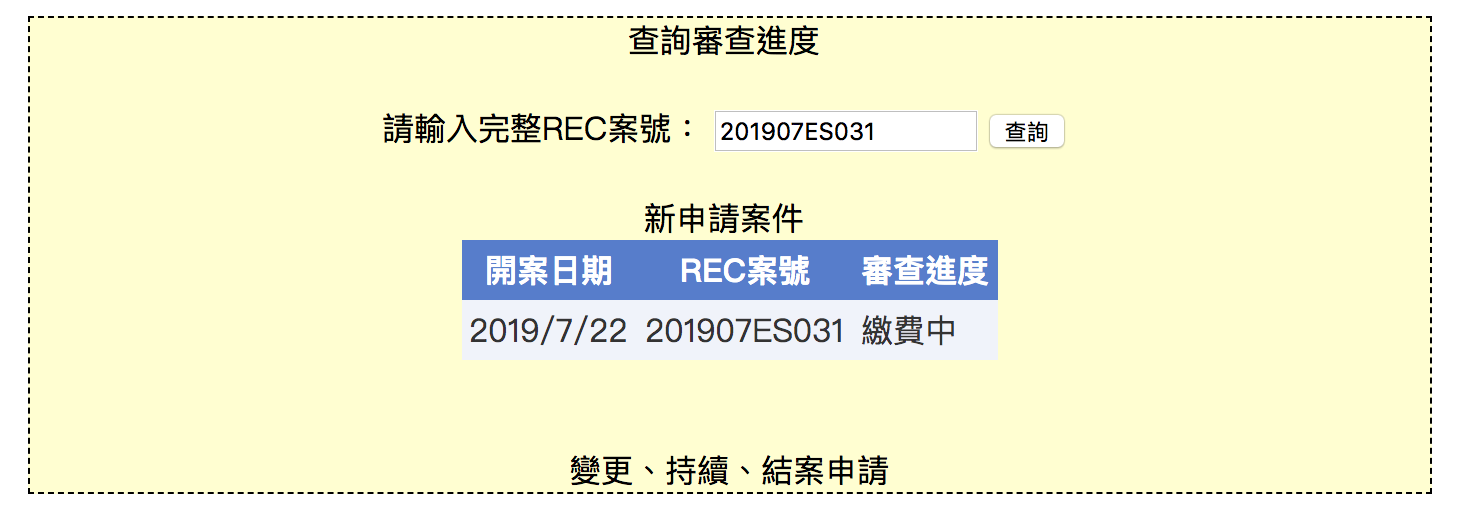 查詢審查進度
請輸入完整REC案號： 201907ES031 查詢
新申請案件
開案日期 REC案號 審查進度
2019/7/22 201907ES031 繳費中
變更、持續、結案申請